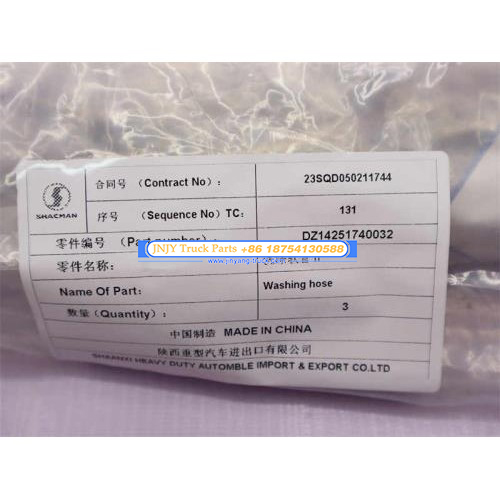 SHACMAN
合同号 （Contract No）： 23SQD050211744
序号 （Sequence No) TC： 131
零件编号 （Part number）： DZ14251740032
JNJY Truck Parts +86 18754130588
零件名称：
Name Of Part： Washing hose
数量（Quantity）： 3
中国制造 MADE IN CHINA
陕西重型汽车进出口有限公司
SHAANXI HEAVY DUTY AUTOMBLE IMPORT & EXPORT CO.LTD